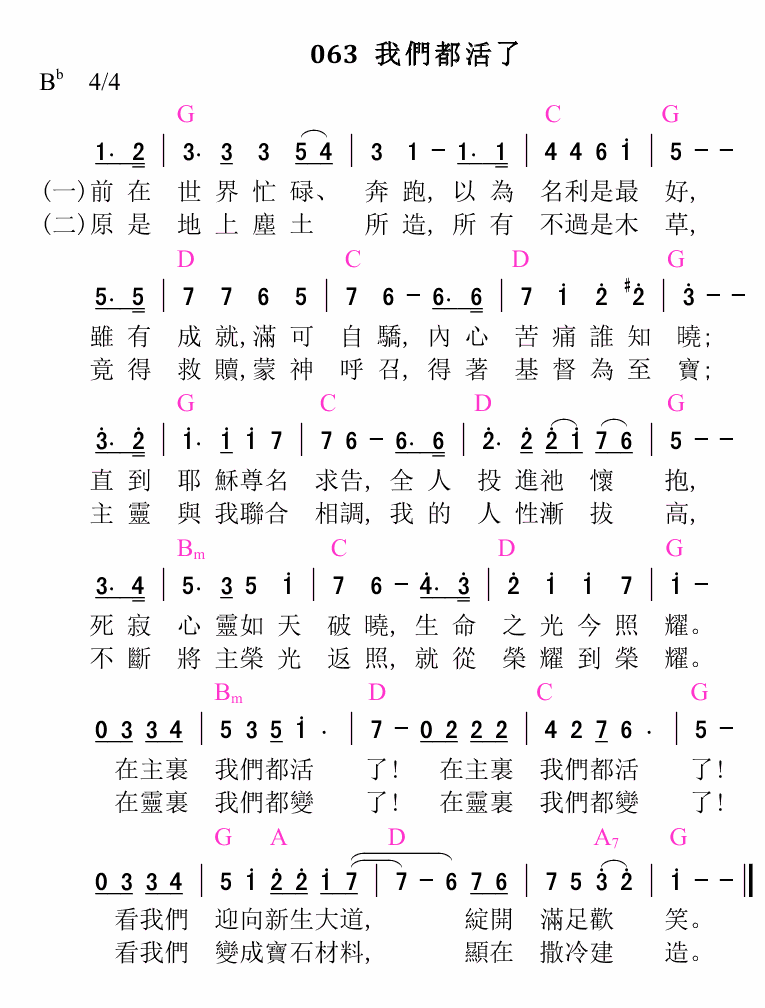 063 我們都活了
B♭ 4/4
G C G
1· 2 | 3· 3 3 5 4 | 3 1 – 1· 1 | 4 4 6 i | 5 – –
(一)前在 世界忙碌、 奔跑, 以為 名利是最 好,
(二)原是 地上塵土 所造, 所有 不過是木 草,
D C D G
5· 5 | 7 7 6 5 | 7 6 – 6· 6 | 7 i 2̇ #2̇ | 3̇ – –
雖有 成就,滿可 自驕, 內心 苦痛誰知 曉;
竟得 救贖,蒙神 呼召, 得著 基督為至 寶;
G C D G
3̇· 2̇ | i· i i 7 | 7 6 – 6· 6 | 2̇· 2̇ 2̇ i 7 6 | 5 – –
直到 耶穌尊名 求告, 全人 投進祂懷 抱,
主靈 與我聯合 相調, 我的 人性漸拔 高,
Bm C D G
3· 4 | 5· 3 5 i | 7 6 – 4̇· 3̇ | 2̇ i i 7 | i –
死寂 心靈如天 破曉, 生命 之光今照 耀。
不斷 將主榮光 返照, 就從 榮耀到榮 耀。
Bm D C G
0 3 3 4 | 5 3 5 i · | 7 – 0 2 2 2 | 4 2 7 6 · | 5 –
在主裏 我們都活 了! 在主裏 我們都活 了!
在靈裏 我們都變 了! 在靈裏 我們都變 了!
G A D A7 G
0 3 3 4 | 5 i 2̇ 2̇ i 7 | 7 – 6 7 6 | 7 5 3̇ 2̇ | i – – ‖
看我們 迎向新生大道, 綻開 滿足歡 笑。
看我們 變成寶石材料, 顯在 撒冷建 造。